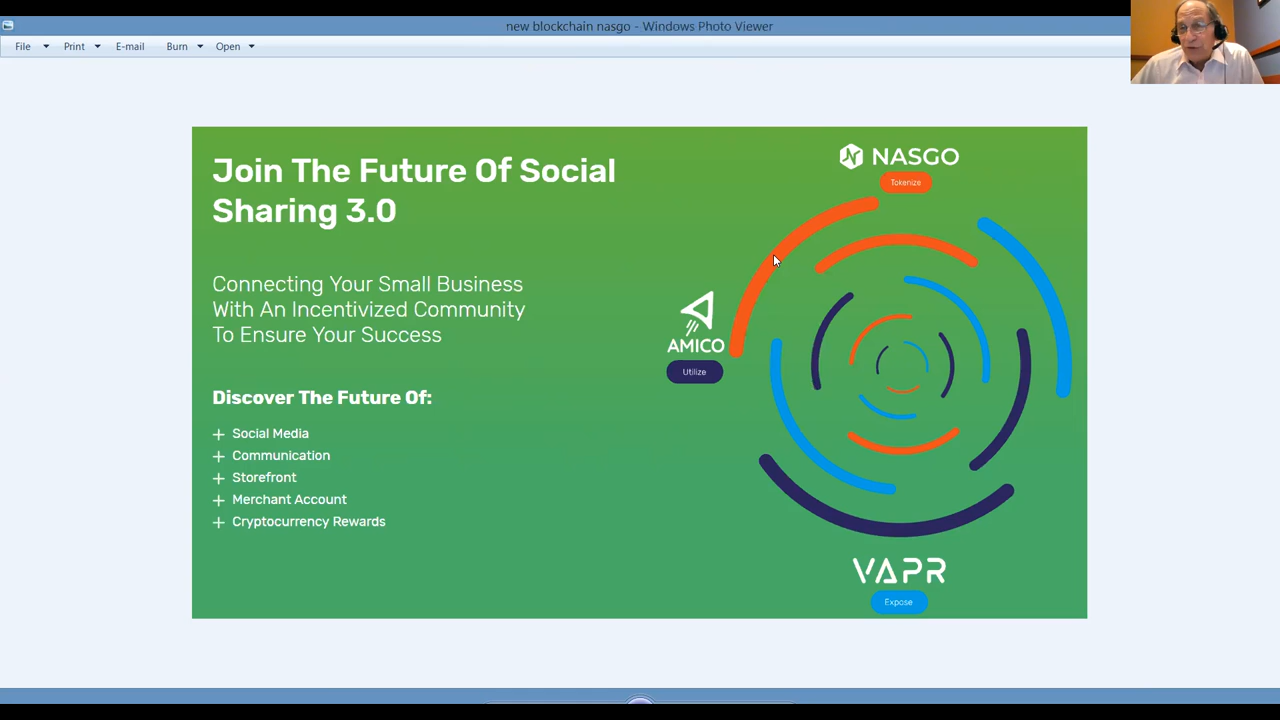 new blockchain nasgo - Windows Photo Viewer
File Print E-mail Burn Open
Join The Future Of Social
Sharing 3.0
Connecting Your Small Business
With An Incentivized Community
To Ensure Your Success
Discover The Future Of:
+ Social Media
+ Communication
+ Storefront
+ Merchant Account
+ Cryptocurrency Rewards
NASGO
Tokenize
AMICO
Utilize
VAPR
Expose